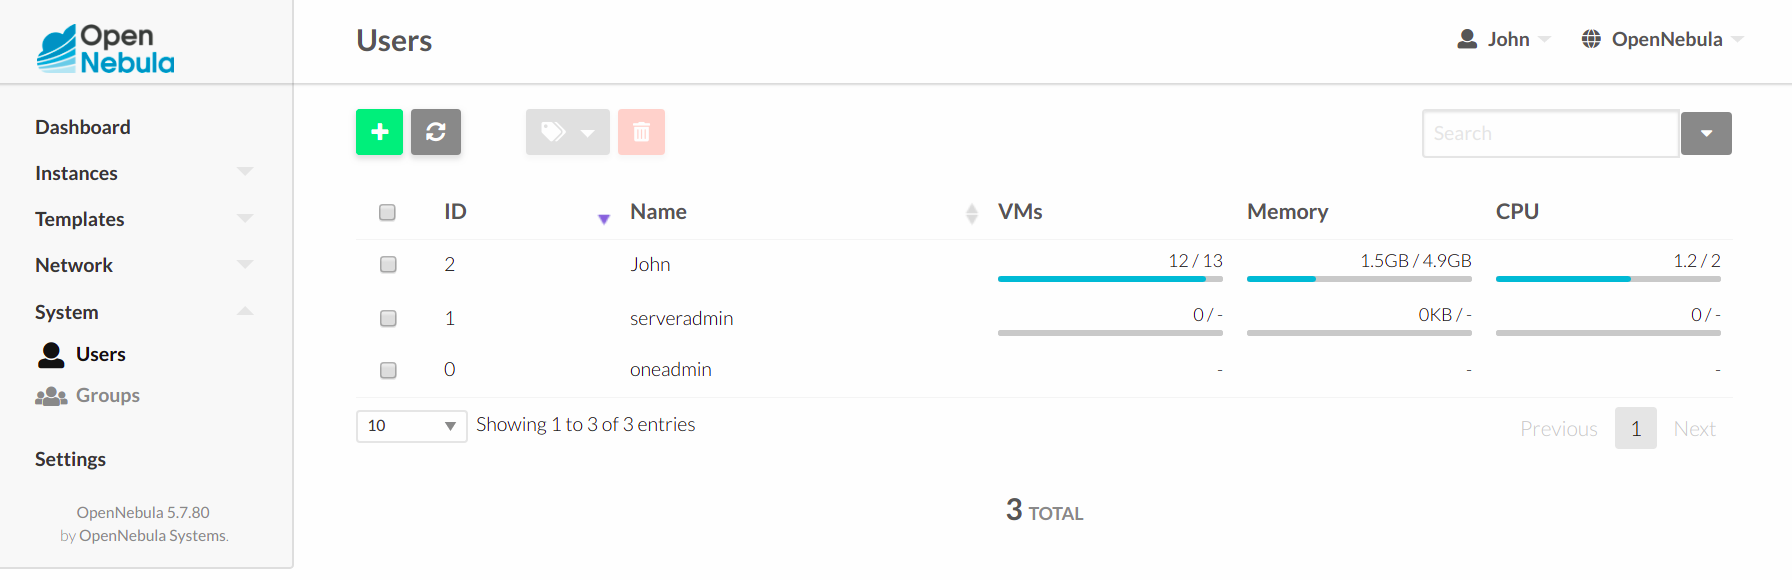 Open
Nebula
Users
John
OpenNebula
Dashboard
Instances
Templates
Network
System
Users
Groups
Settings
OpenNebula 5.7.80
by OpenNebula Systems.
Search
ID Name VMs Memory CPU
2 John 12 / 13 1.5GB / 4.9GB 1.2 / 2
1 serveradmin 0 / - 0KB / - 0 / -
0 oneadmin - - -
10 Showing 1 to 3 of 3 entries
Previous 1 Next
3 TOTAL